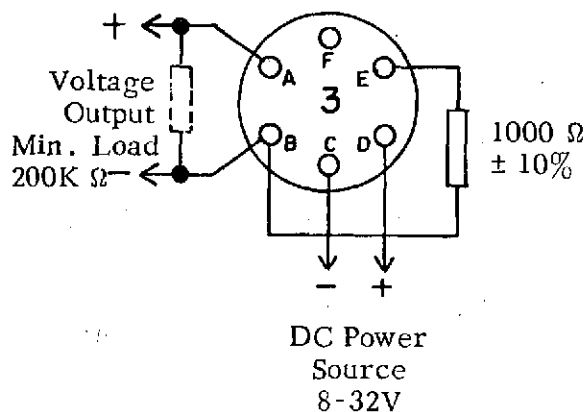 +
Voltage
Output
Min. Load
200K Ω
−
A
F
E
3
B
C
D
1000 Ω
± 10%
− +
DC Power
Source
8-32V